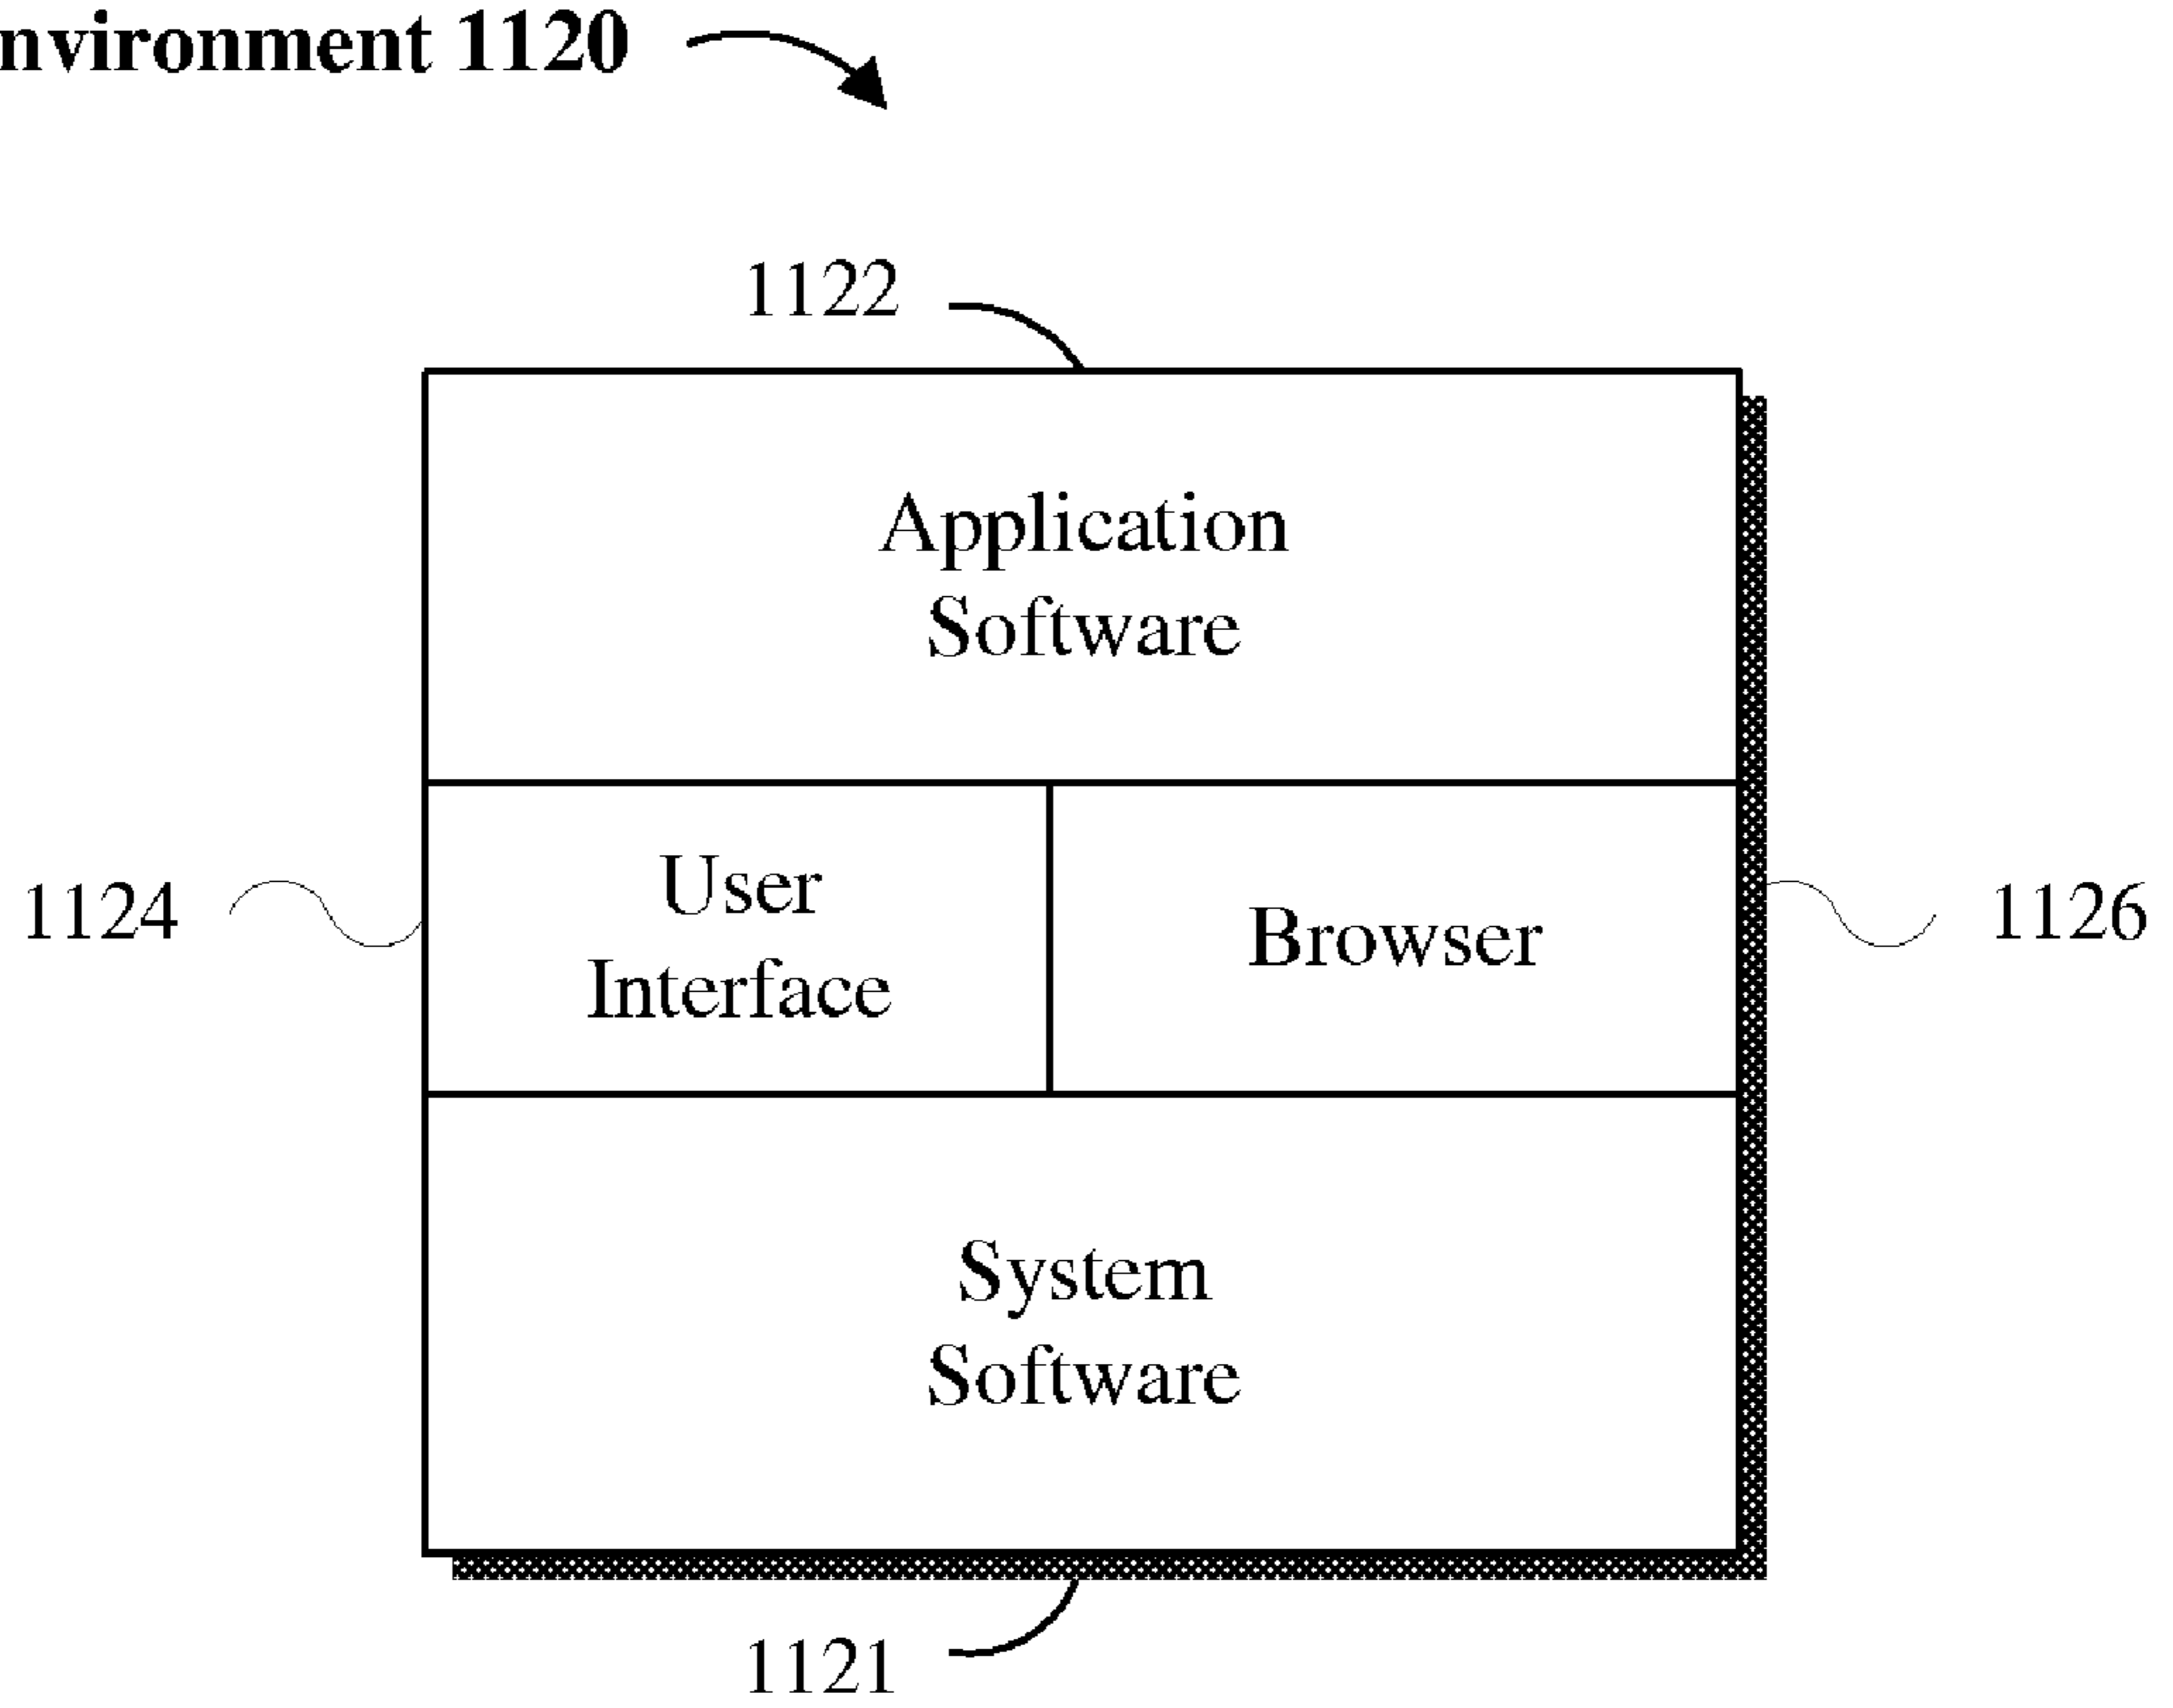 nvironment 1120
1122
Application
Software
User
Interface
Browser
1124
1126
System
Software
1121